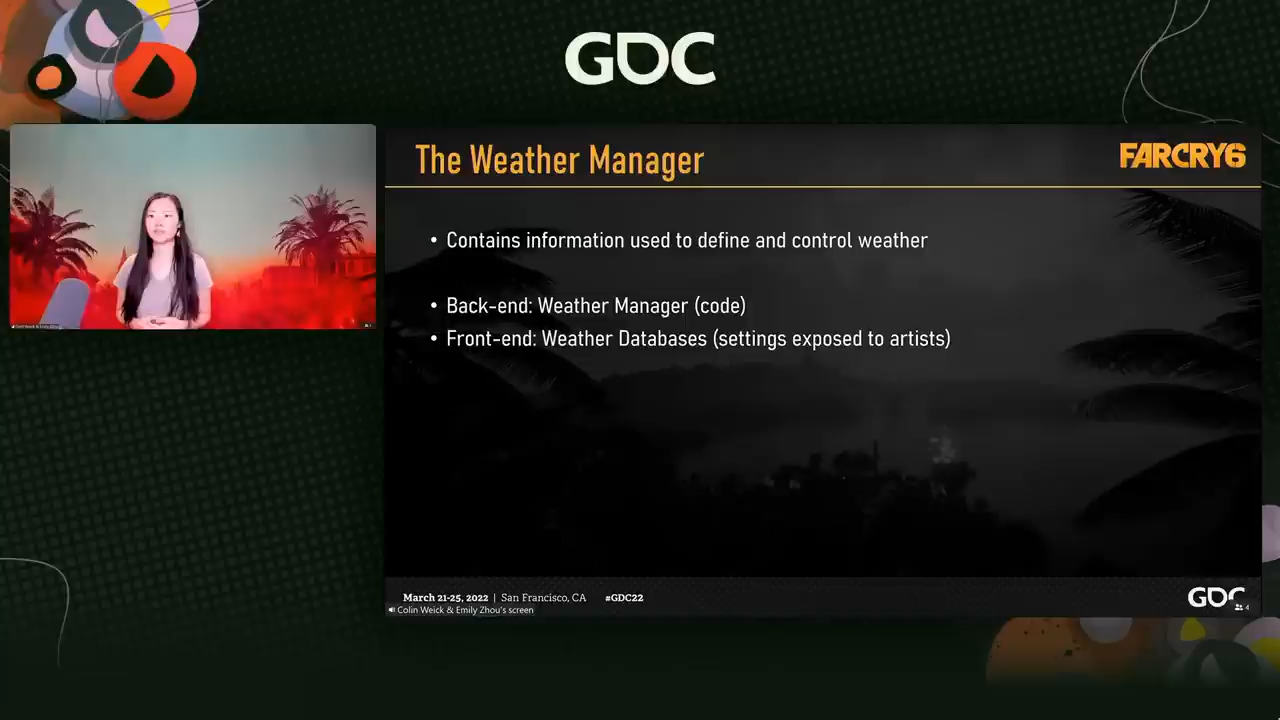 GDC
The Weather Manager
FARCRY6
• Contains information used to define and control weather
• Back-end: Weather Manager (code)
• Front-end: Weather Databases (settings exposed to artists)
March 21-25, 2022 | San Francisco, CA #GDC22
GDC
4
Colin Weick & Emily Zhou's screen